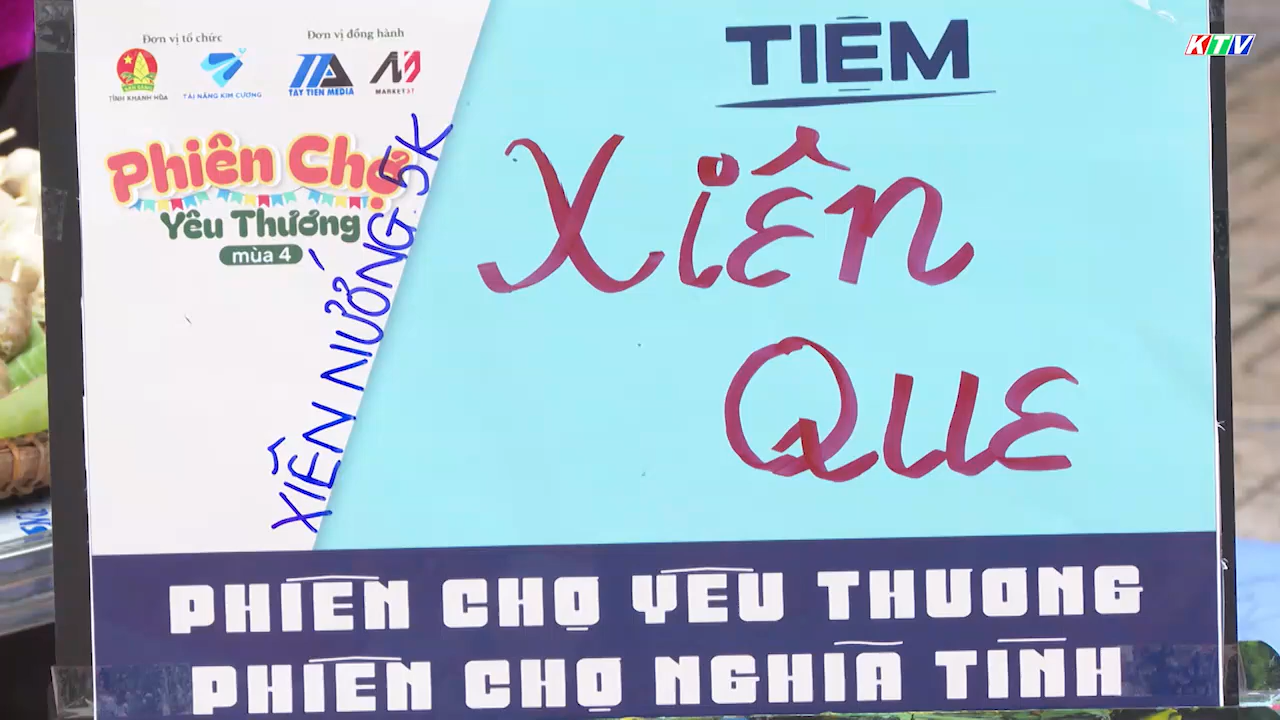 KTV
Đơn vị tổ chức
Đơn vị đồng hành
TỈNH KHÁNH HÒA
TÀI NĂNG KIM CƯƠNG
TAY TIEN MEDIA
MARKET37
Phiên Chợ
Yêu Thương
mùa 4
XIÊN NƯỚNG.5K
TIỆM
Xiên
Que
PHIÊN CHỢ YÊU THƯƠNG
PHIÊN CHỢ NGHĨA TÌNH